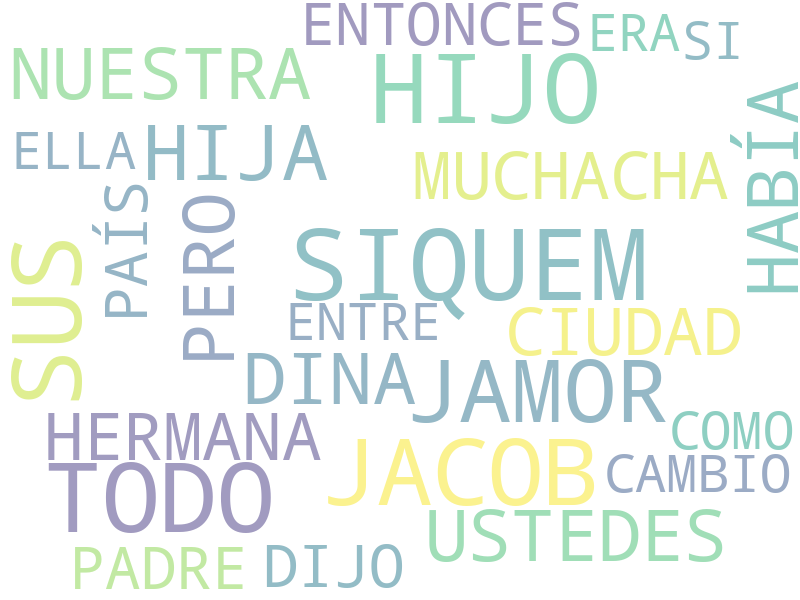 ENTONCES
ERA
SI
NUESTRA
HIJO
HABÍA
ELLA
HIJA
MUCHACHA
PAÍS
PERO
SIQUEM
SUS
ENTRE
CIUDAD
DINA
JAMOR
HERMANA
COMO
TODO
JACOB
CAMBIO
USTEDES
PADRE
DIJO